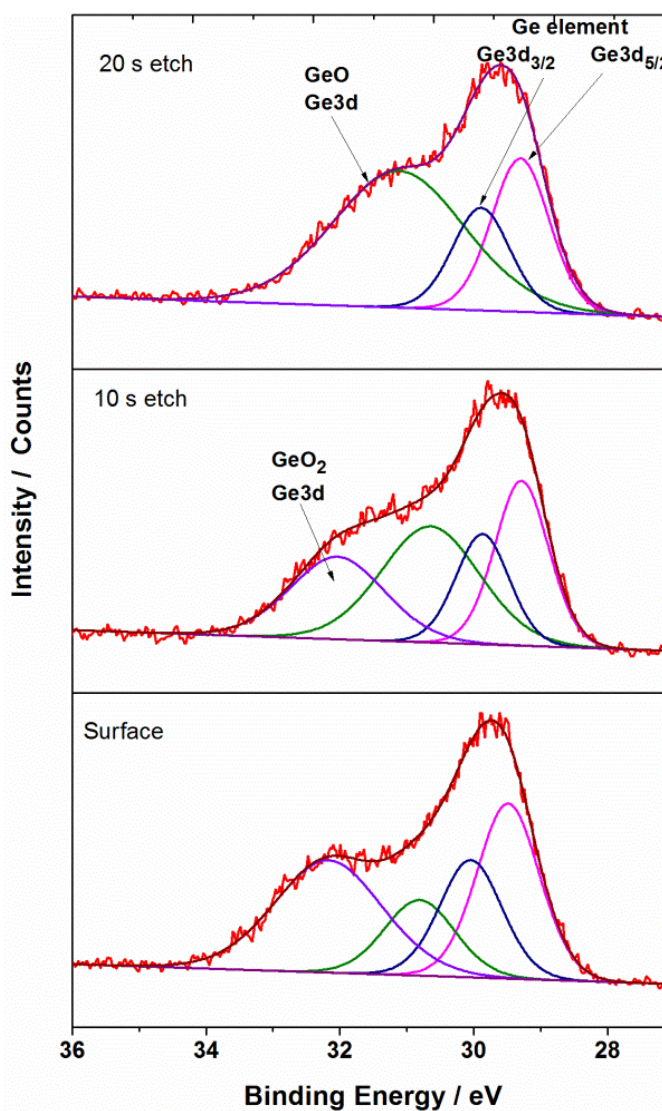 Ge element
20 s etch
GeO
Ge3d
Ge3d3/2
Ge3d5/2
10 s etch
GeO2
Ge3d
Surface
Intensity / Counts
36
34
32
30
28
Binding Energy / eV